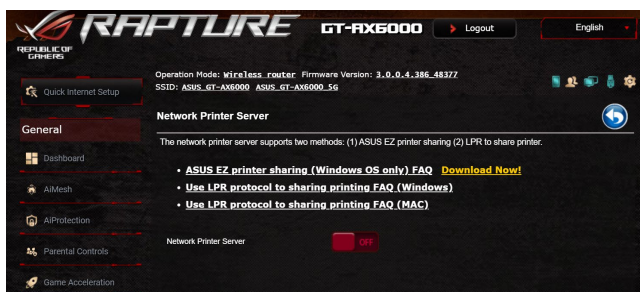 RAPTURE GT-AX6000 Logout English
REPUBLIC OF
GAMERS
Operation Mode: Wireless router Firmware Version: 3.0.0.4.386_48377
SSID: ASUS_GT-AX6000 ASUS_GT-AX6000_5G
Quick Internet Setup
General
Dashboard
AiMesh
AiProtection
Parental Controls
Game Acceleration
Network Printer Server
The network printer server supports two methods: (1) ASUS EZ printer sharing (2) LPR to share printer.
ASUS EZ printer sharing (Windows OS only) FAQ Download Now!
Use LPR protocol to sharing printing FAQ (Windows)
Use LPR protocol to sharing printing FAQ (MAC)
Network Printer Server OFF